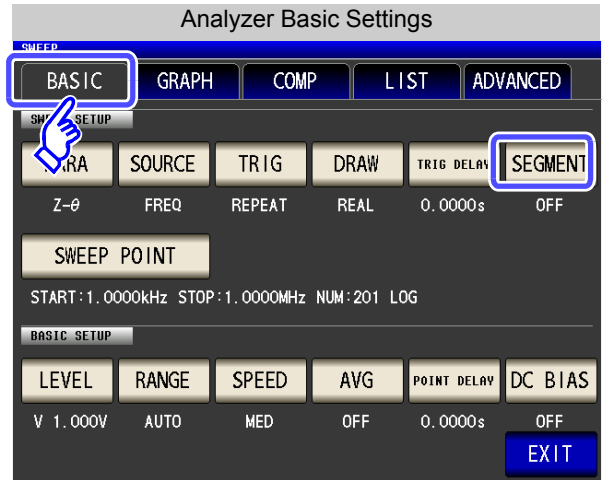 Analyzer Basic Settings
SWEEP
BASIC GRAPH COMP LIST ADVANCED
SETUP
SOURCE TRIG DRAW TRIG DELAY SEGMENT
Z-θ FREQ REPEAT REAL 0.0000s OFF
SWEEP POINT
START:1.0000kHz STOP:1.0000MHz NUM:201 LOG
BASIC SETUP
LEVEL RANGE SPEED AVG POINT DELAY DC BIAS
V 1.000V AUTO MED OFF 0.0000s OFF
EXIT